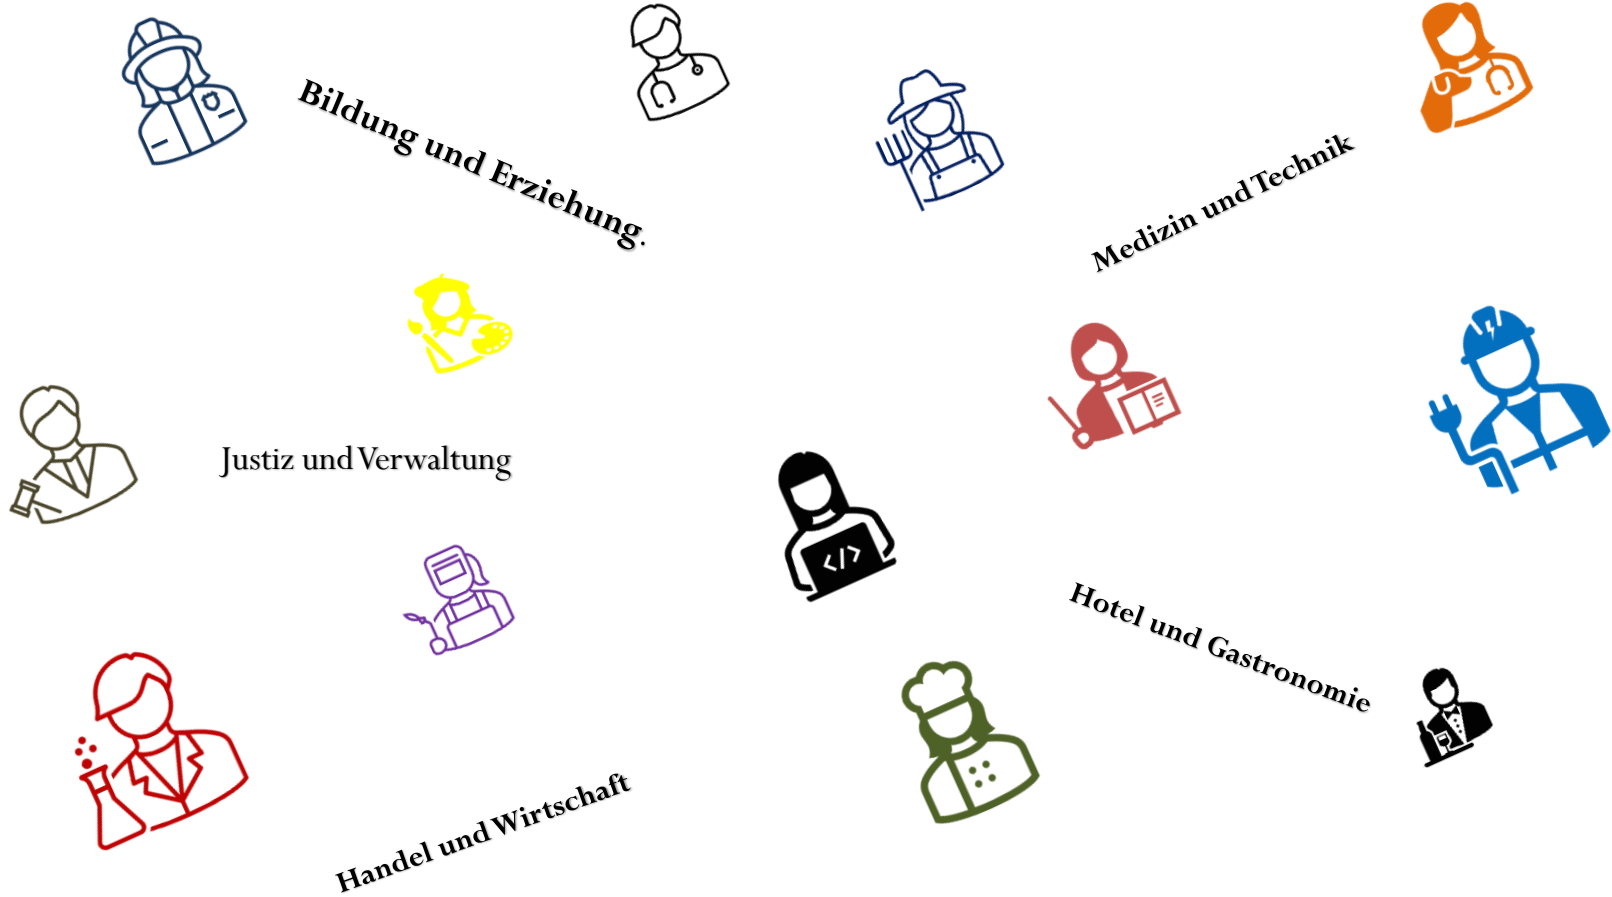 Bildung und Erziehung.
Medizin und Technik
Justiz und Verwaltung
</>
Hotel und Gastronomie
Handel und Wirtschaft